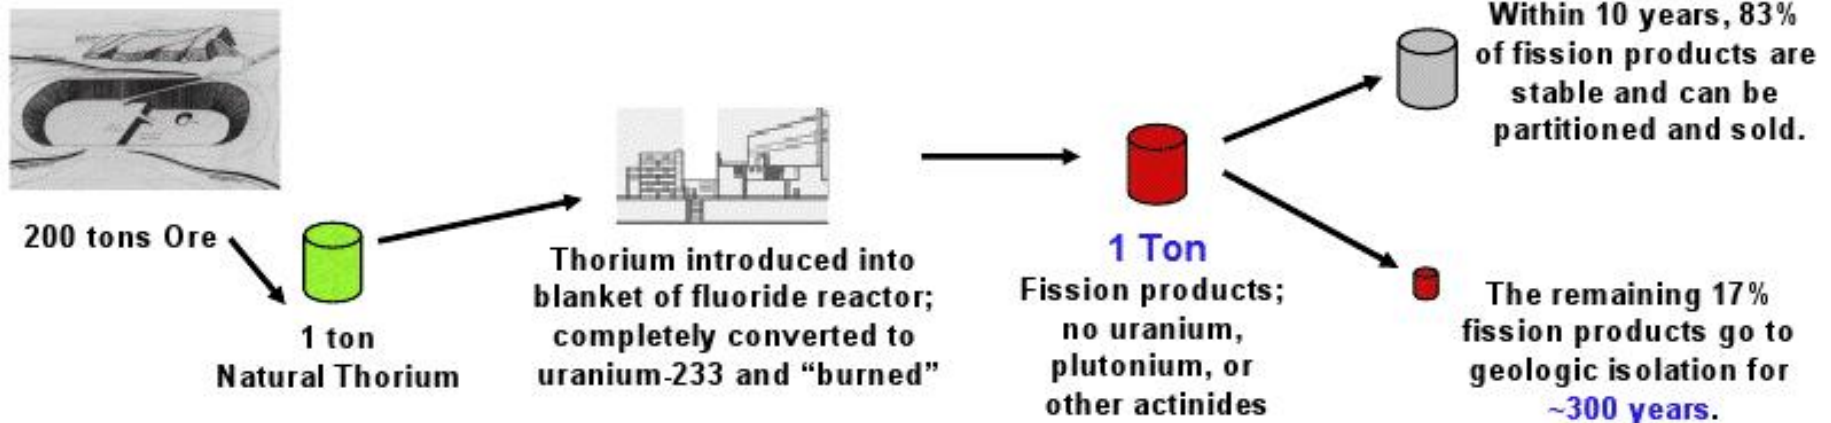 200 tons Ore
1 ton
Natural Thorium
Thorium introduced into
blanket of fluoride reactor;
completely converted to
uranium-233 and “burned”
1 Ton
Fission products;
no uranium,
plutonium, or
other actinides
Within 10 years, 83%
of fission products are
stable and can be
partitioned and sold.
The remaining 17%
fission products go to
geologic isolation for
~300 years.